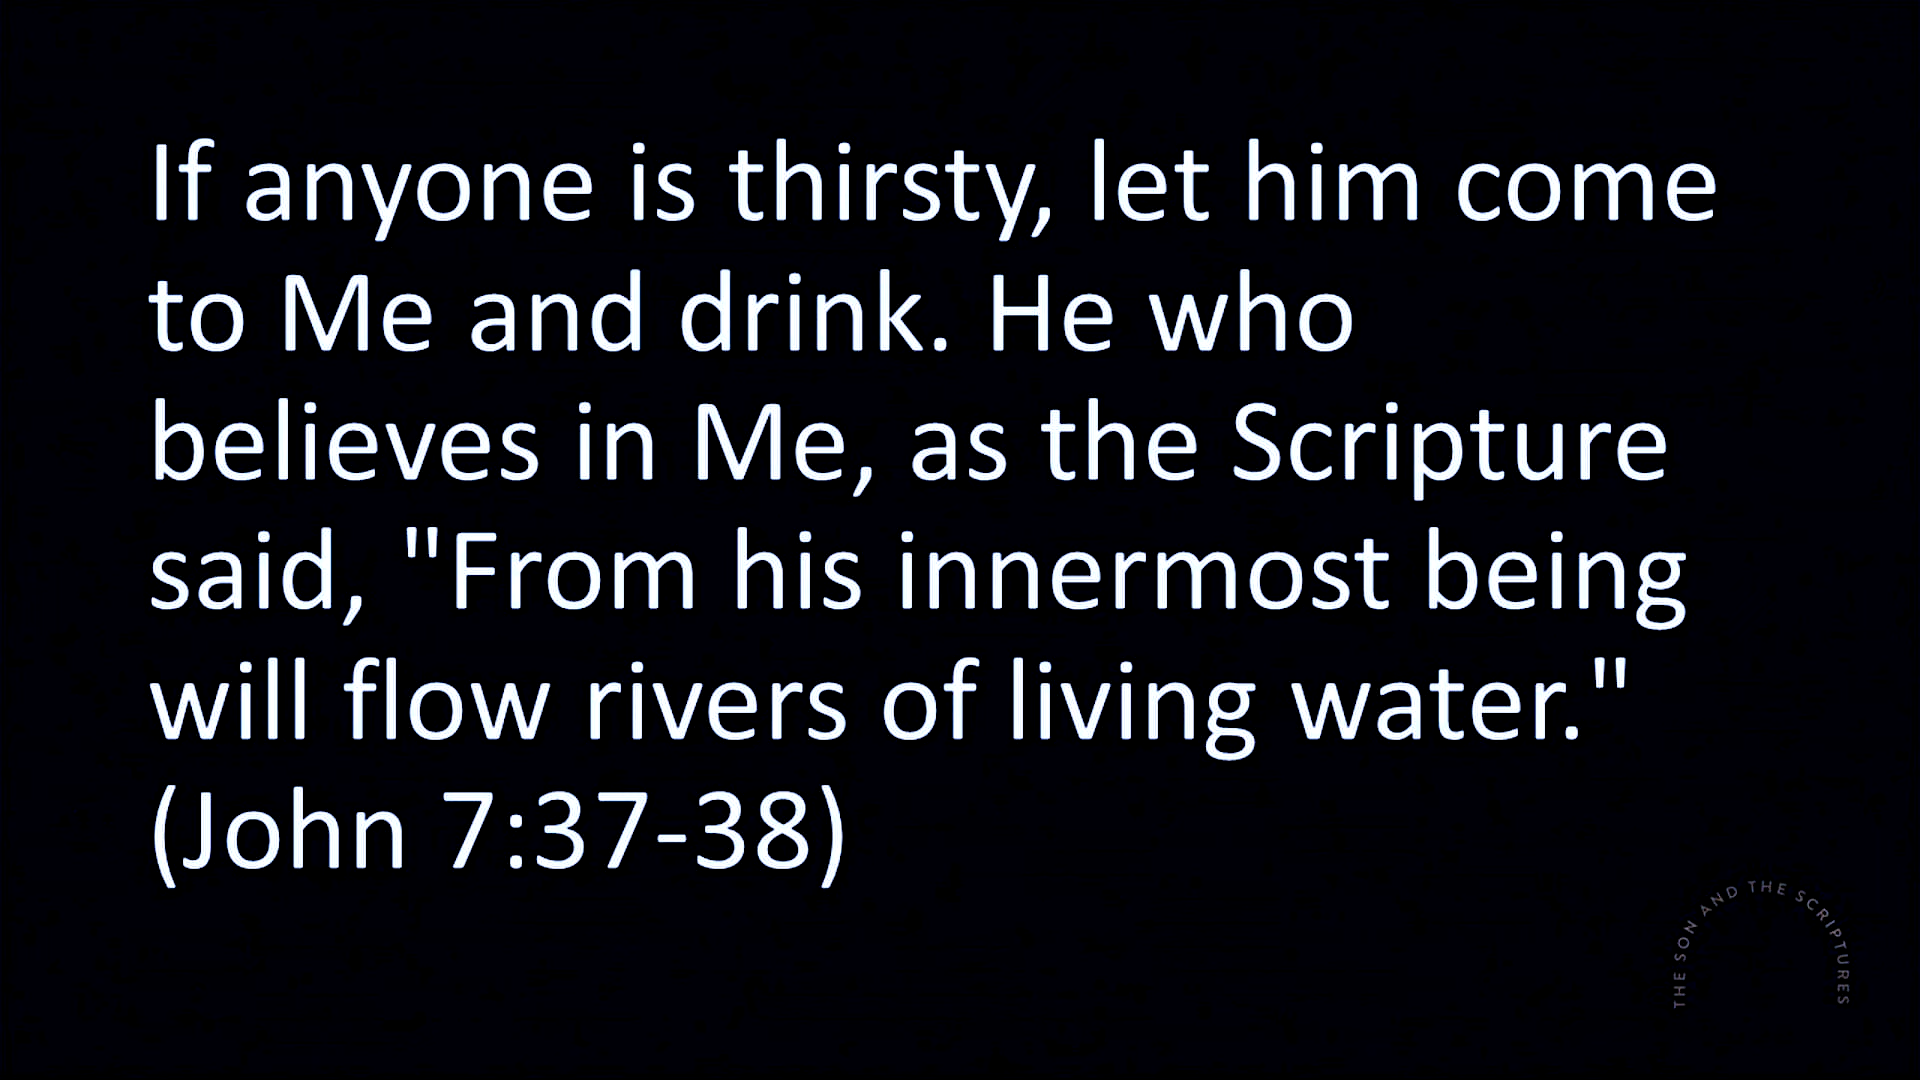 If anyone is thirsty, let him come
to Me and drink. He who
believes in Me, as the Scripture
said, "From his innermost being
will flow rivers of living water."
(John 7:37-38)
THE SON AND THE SCRIPTURES